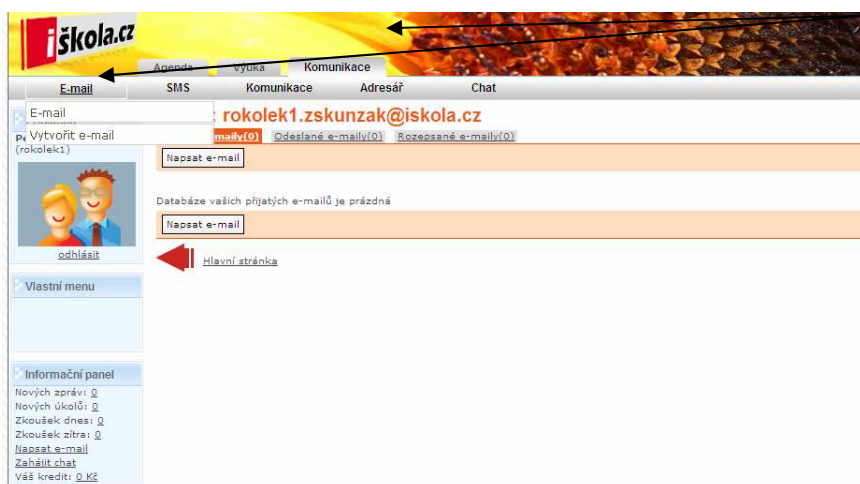 iškola.cz
Agenda Výuka Komunikace
E-mail SMS Komunikace Adresář Chat
E-mail
Vytvořit e-mail
: rokolek1.zskunzak@iskola.cz
maily(0) Odeslané e-maily(0) Rozepsané e-maily(0)
(rokolek1)
Napsat e-mail
Databáze vašich přijatých e-mailů je prázdná
Napsat e-mail
odhlásit
Hlavní stránka
Vlastní menu
Informační panel
Nových zpráv: 0
Nových úkolů: 0
Zkoušek dnes: 0
Zkoušek zítra: 0
Napsat e-mail
Zahájit chat
Váš kredit: 0 Kč